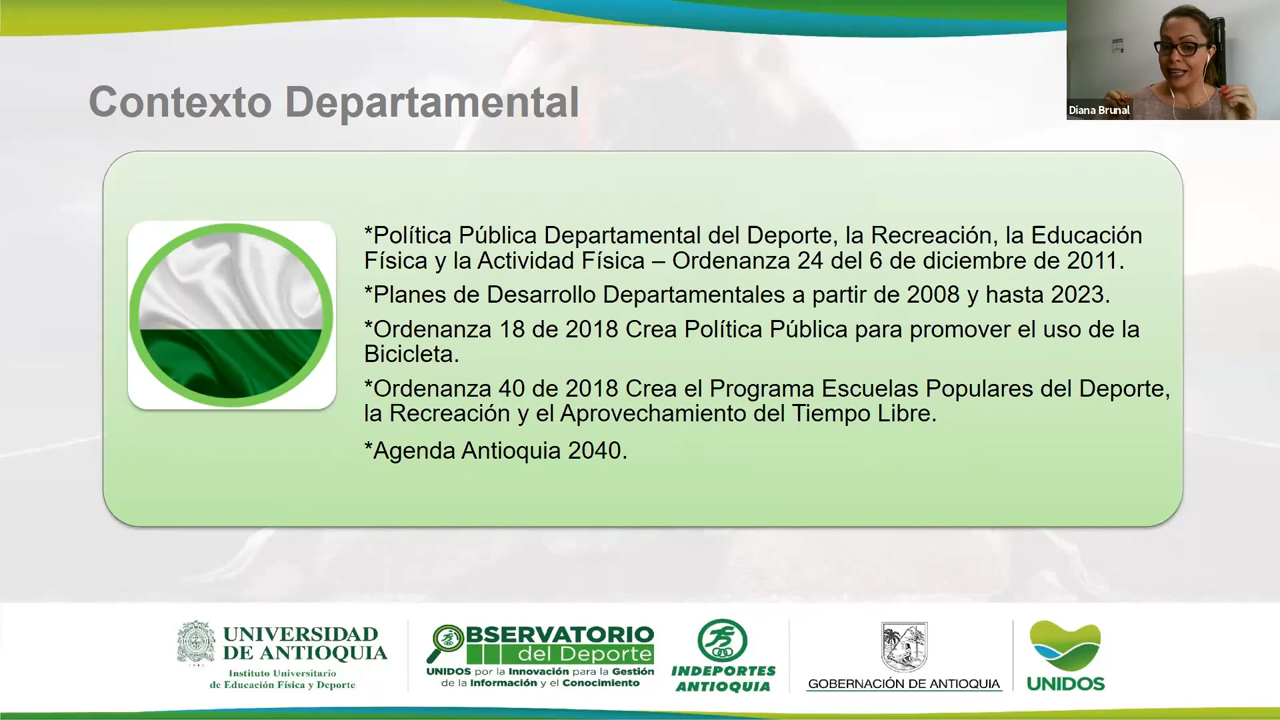 Contexto Departamental
Diana Brunal
*Política Pública Departamental del Deporte, la Recreación, la Educación
Física y la Actividad Física – Ordenanza 24 del 6 de diciembre de 2011.
*Planes de Desarrollo Departamentales a partir de 2008 y hasta 2023.
*Ordenanza 18 de 2018 Crea Política Pública para promover el uso de la
Bicicleta.
*Ordenanza 40 de 2018 Crea el Programa Escuelas Populares del Deporte,
la Recreación y el Aprovechamiento del Tiempo Libre.
*Agenda Antioquia 2040.
UNIVERSIDAD
DE ANTIOQUIA
Instituto Universitario
de Educación Física y Deporte
OBSERVATORIO
del Deporte
UNIDOS por la Innovación para la Gestión
de la Información y el Conocimiento
INDEPORTES
ANTIOQUIA
GOBERNACIÓN DE ANTIOQUIA
UNIDOS